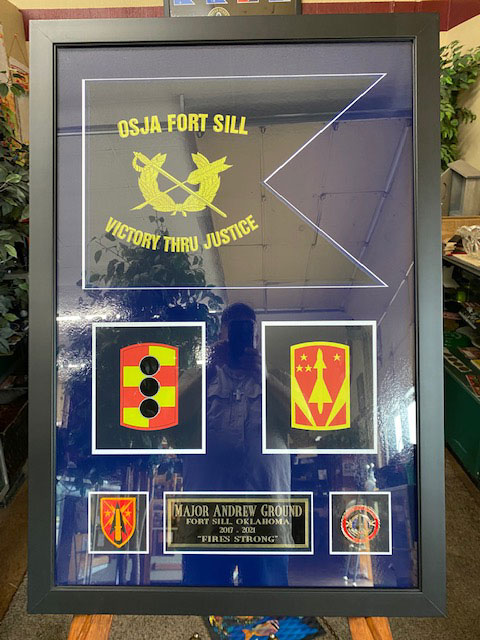 OSJA FORT SILL
VICTORY THRU JUSTICE
MAJOR ANDREW GROUND
FORT SILL, OKLAHOMA
2017 - 2021
"FIRES STRONG"